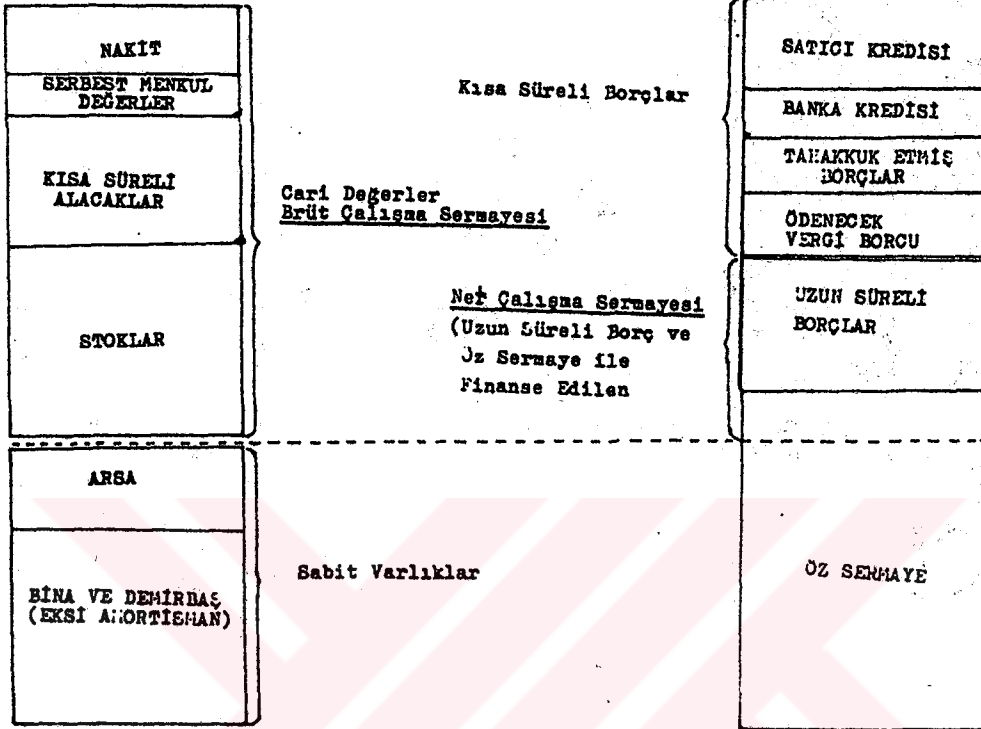 NAKİT
SERBEST MENKUL
DEĞERLER
KISA SÜRELİ
ALACAKLAR
STOKLAR
ARSA
BİNA VE DEMİRBAŞ
(EKSİ AMORTİSMAN)
Cari Değerler
Brüt Çalışma Sermayesi
Sabit Varlıklar
Kısa Süreli Borçlar
Net Çalışma Sermayesi
(Uzun Süreli Borç ve
Öz Sermaye ile
Finanse Edilen
SATICI KREDİSİ
BANKA KREDİSİ
TAHAKKUK ETMİŞ
BORÇLAR
ÖDENECEK
VERGİ BORCU
UZUN SÜRELİ
BORÇLAR
ÖZ SERMAYE